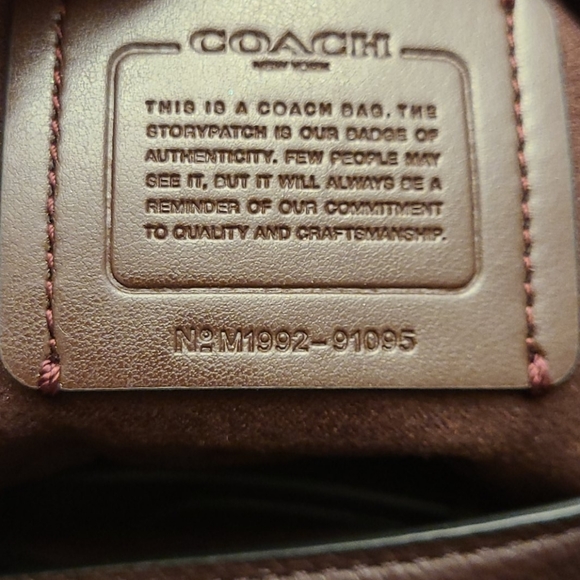 COACH
NEW YORK
THIS IS A COACH BAG. THE
STORYPATCH IS OUR BADGE OF
AUTHENTICITY. FEW PEOPLE MAY
SEE IT, BUT IT WILL ALWAYS BE A
REMINDER OF OUR COMMITMENT
TO QUALITY AND CRAFTSMANSHIP.
Nº M1992-91095